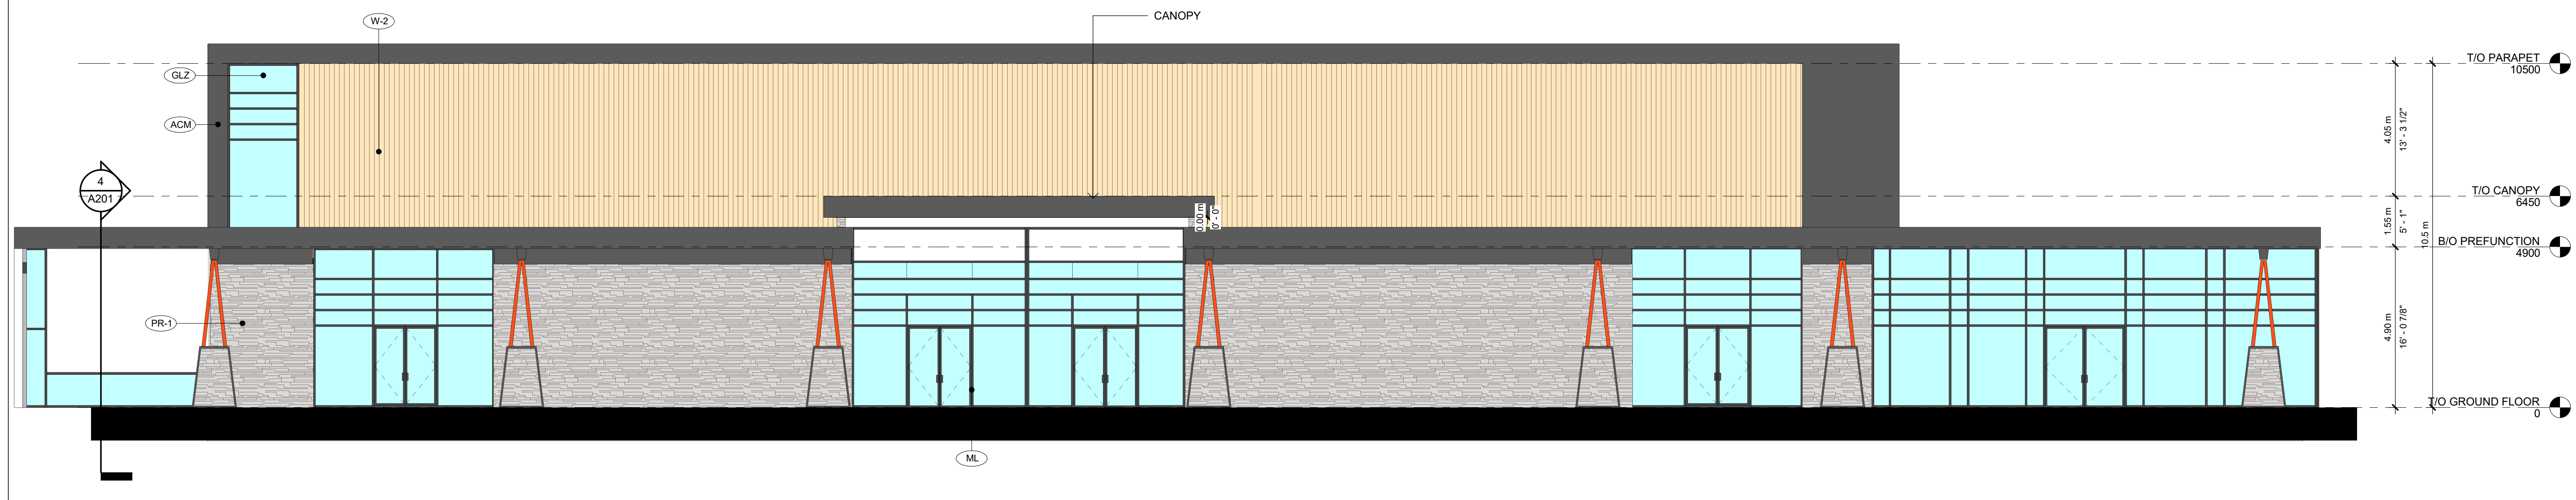 CANOPY
W-2
GLZ
ACM
4
A201
PR-1
ML
0.00 m
0' - 0"
T/O PARAPET
10500
4.05 m
13' - 3 1/2"
T/O CANOPY
6450
1.55 m
5' - 1"
10.5 m
B/O PREFUNCTION
4900
4.90 m
16' - 0 7/8"
T/O GROUND FLOOR
0